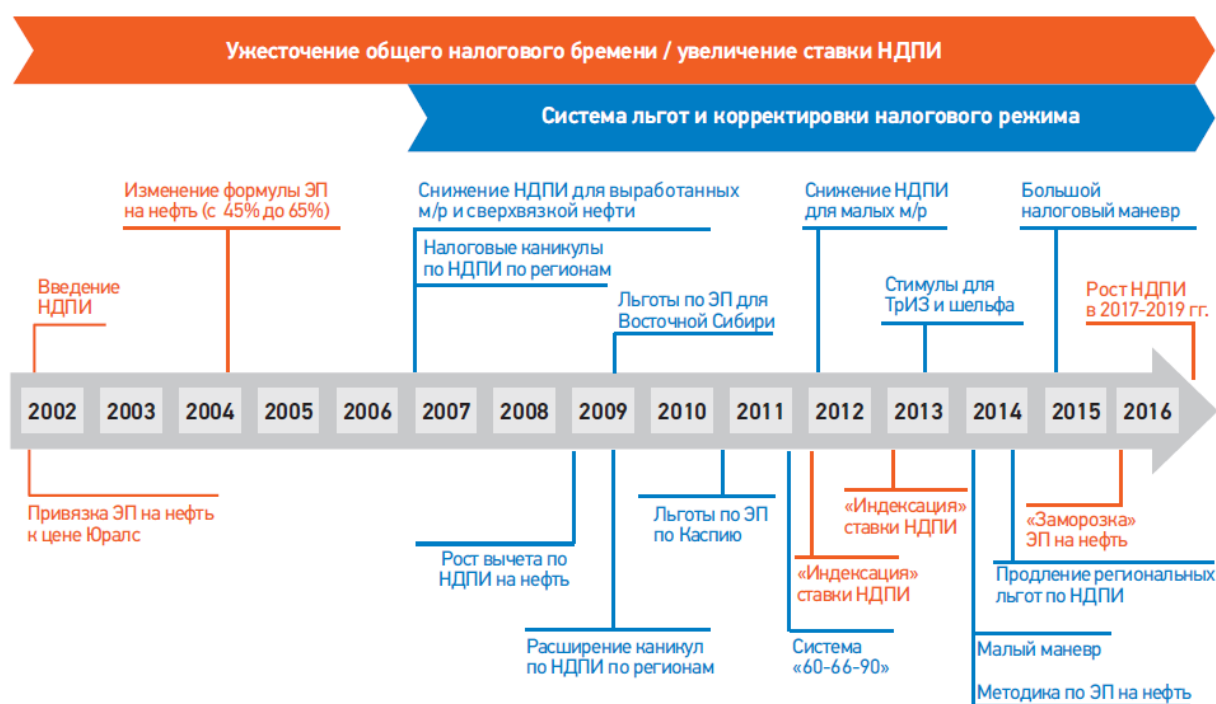 Ужесточение общего налогового бремени / увеличение ставки НДПИ
Система льгот и корректировки налогового режима
Изменение формулы ЭП
на нефть (с 45% до 65%)
Снижение НДПИ для выработанных
м/р и сверхвязкой нефти
Снижение НДПИ
для малых м/р
Большой
налоговый маневр
Налоговые каникулы
по НДПИ по регионам
Введение
НДПИ
Льготы по ЭП для
Восточной Сибири
Стимулы для
ТрИЗ и шельфа
Рост НДПИ
в 2017-2019 гг.
2002 2003 2004 2005 2006 2007 2008 2009 2010 2011 2012 2013 2014 2015 2016
Привязка ЭП на нефть
к цене Юралс
Льготы по ЭП
по Каспию
«Индексация»
ставки НДПИ
«Заморозка»
ЭП на нефть
Рост вычета по
НДПИ на нефть
«Индексация»
ставки НДПИ
Продление региональных
льгот по НДПИ
Расширение каникул
по НДПИ по регионам
Система
«60-66-90»
Малый маневр
Методика по ЭП на нефть